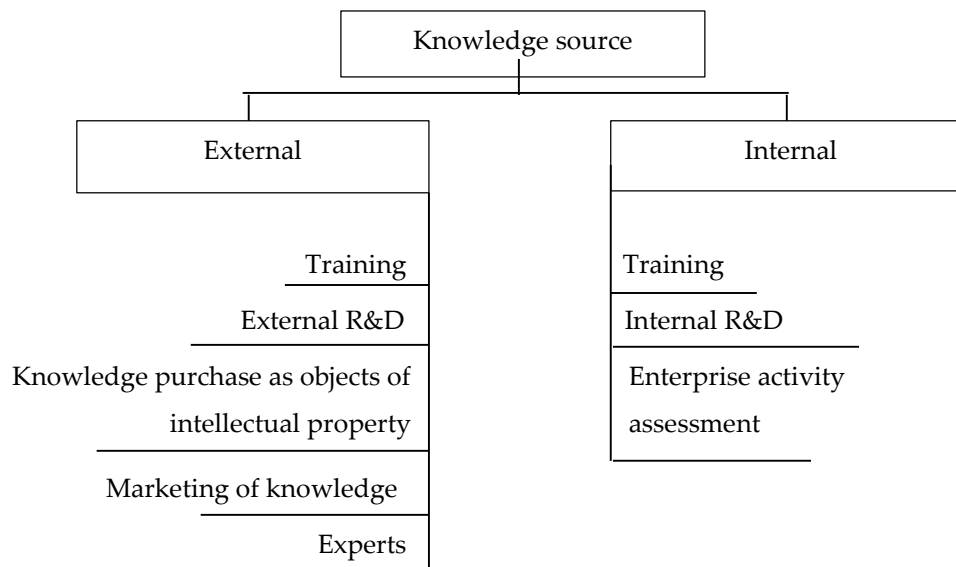 Knowledge source
External
Internal
Training
External R&D
Knowledge purchase as objects of
intellectual property
Marketing of knowledge
Experts
Training
Internal R&D
Enterprise activity
assessment